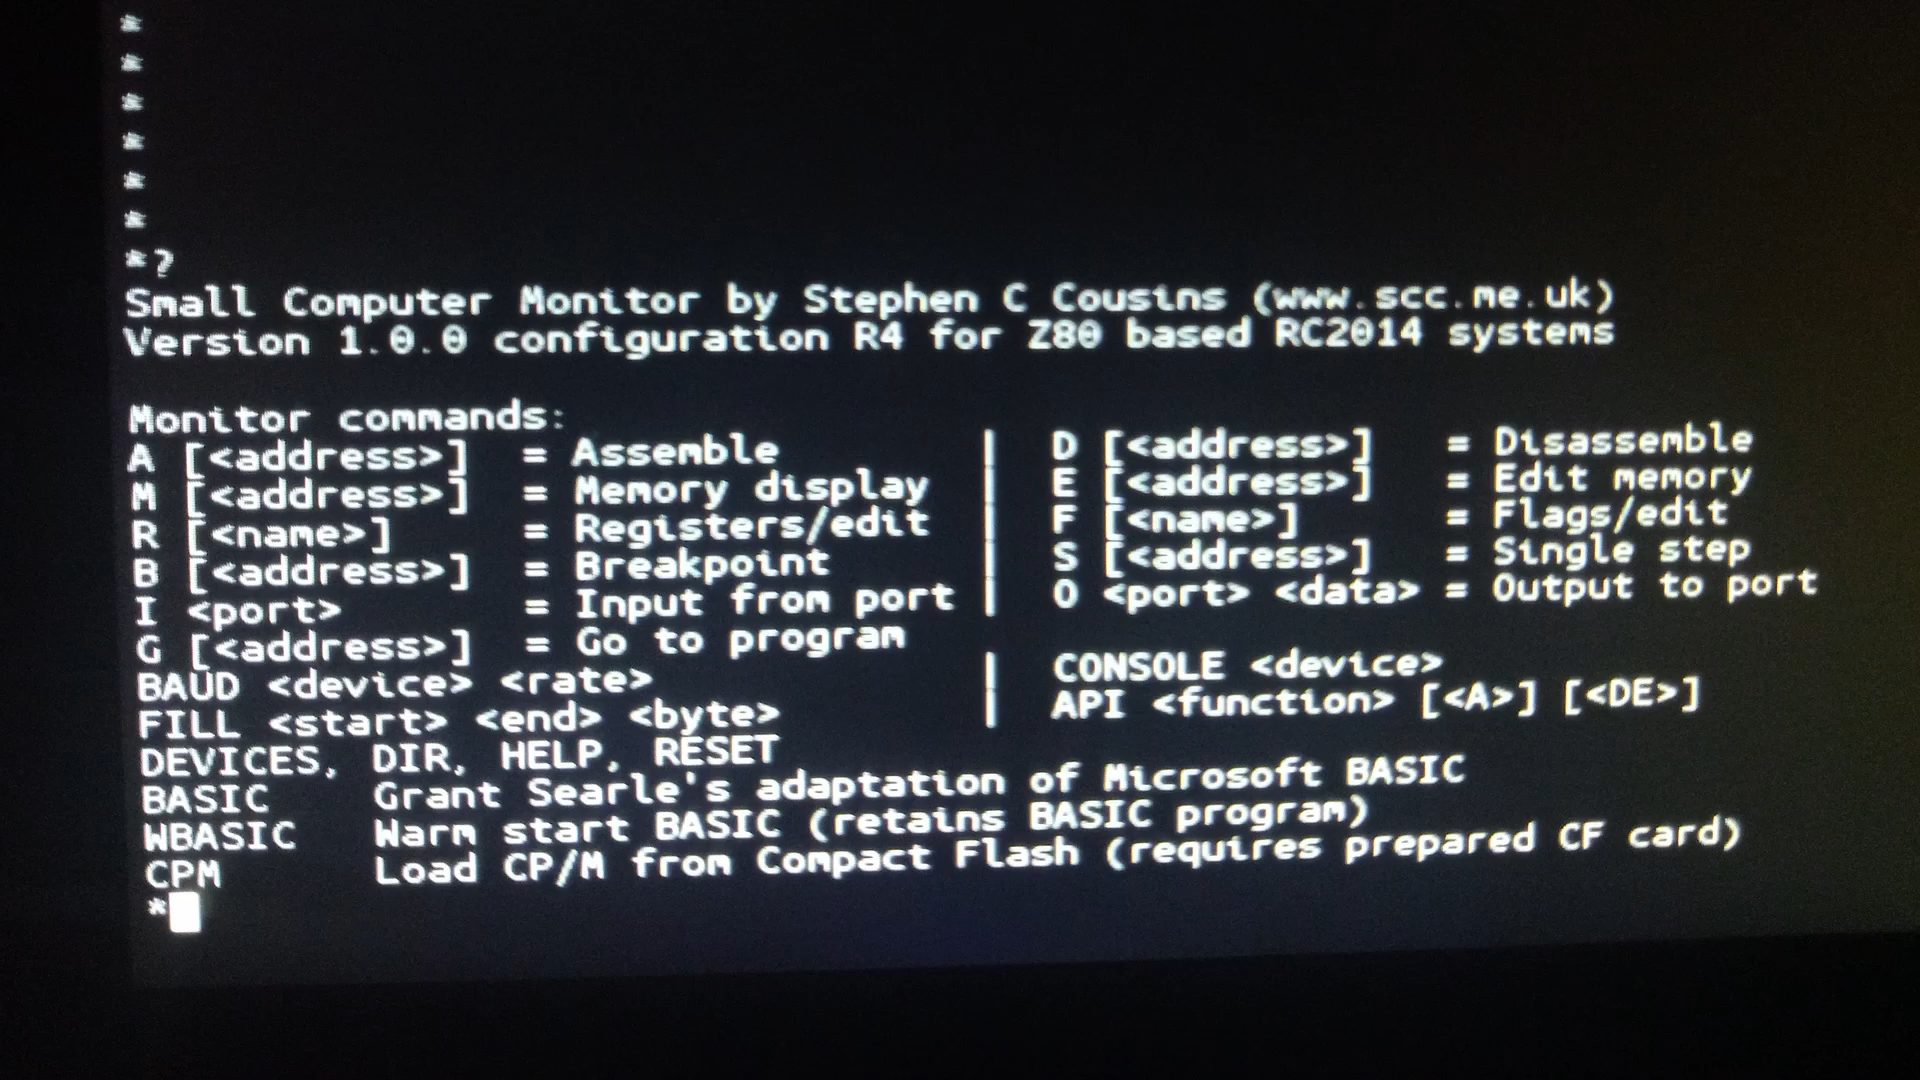 *
*
*
*
*
*
*?
Small Computer Monitor by Stephen C Cousins (www.scc.me.uk)
Version 1.0.0 configuration R4 for Z80 based RC2014 systems
Monitor commands:
A [<address>] = Assemble | D [<address>] = Disassemble
M [<address>] = Memory display | E [<address>] = Edit memory
R [<name>] = Registers/edit | F [<name>] = Flags/edit
B [<address>] = Breakpoint | S [<address>] = Single step
I <port> = Input from port | O <port> <data> = Output to port
G [<address>] = Go to program
BAUD <device> <rate> | CONSOLE <device>
FILL <start> <end> <byte> | API <function> [<A>] [<DE>]
DEVICES, DIR, HELP, RESET
BASIC Grant Searle's adaptation of Microsoft BASIC
WBASIC Warm start BASIC (retains BASIC program)
CPM Load CP/M from Compact Flash (requires prepared CF card)
*